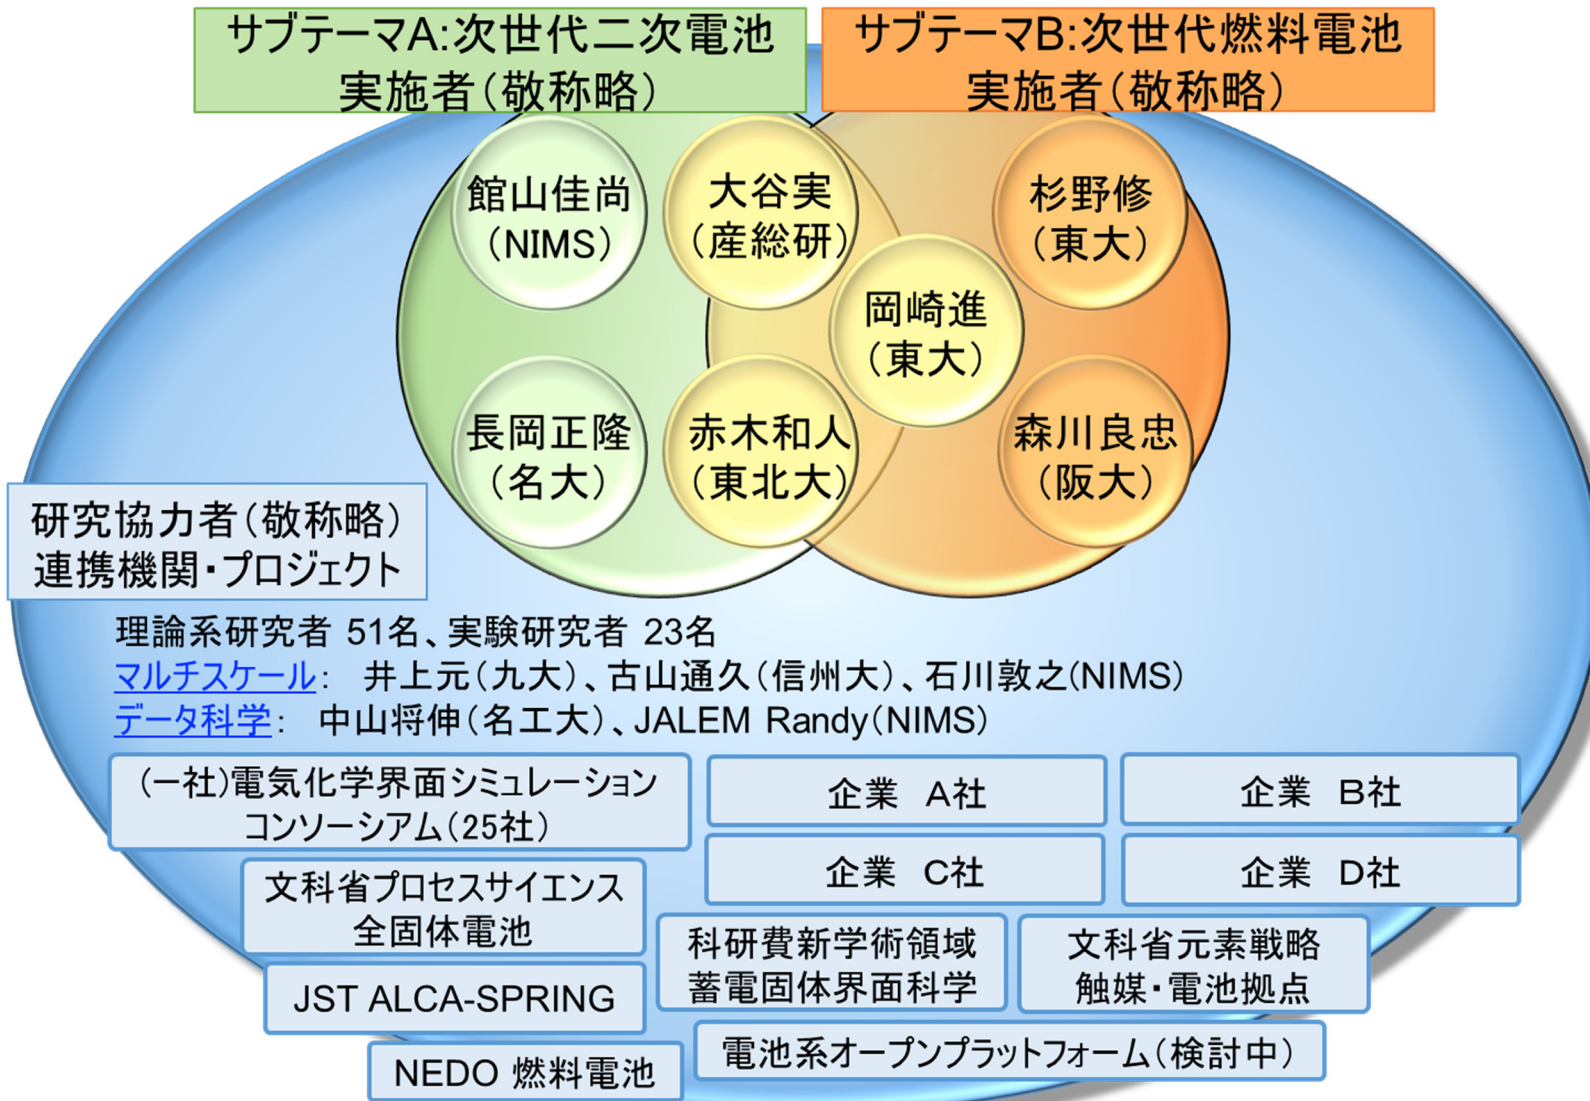 サブテーマA:次世代二次電池
実施者(敬称略)
サブテーマB:次世代燃料電池
実施者(敬称略)
館山佳尚
(NIMS)
大谷実
(産総研)
杉野修
(東大)
岡崎進
(東大)
長岡正隆
(名大)
赤木和人
(東北大)
森川良忠
(阪大)
研究協力者(敬称略)
連携機関・プロジェクト
理論系研究者 51名、実験研究者 23名
マルチスケール: 井上元(九大)、古山通久(信州大)、石川敦之(NIMS)
データ科学: 中山将伸(名工大)、JALEM Randy(NIMS)
(一社)電気化学界面シミュレーション
コンソーシアム(25社)
企業 A社
企業 B社
企業 C社
企業 D社
文科省プロセスサイエンス
全固体電池
科研費新学術領域
蓄電固体界面科学
文科省元素戦略
触媒・電池拠点
JST ALCA-SPRING
NEDO 燃料電池
電池系オープンプラットフォーム(検討中)